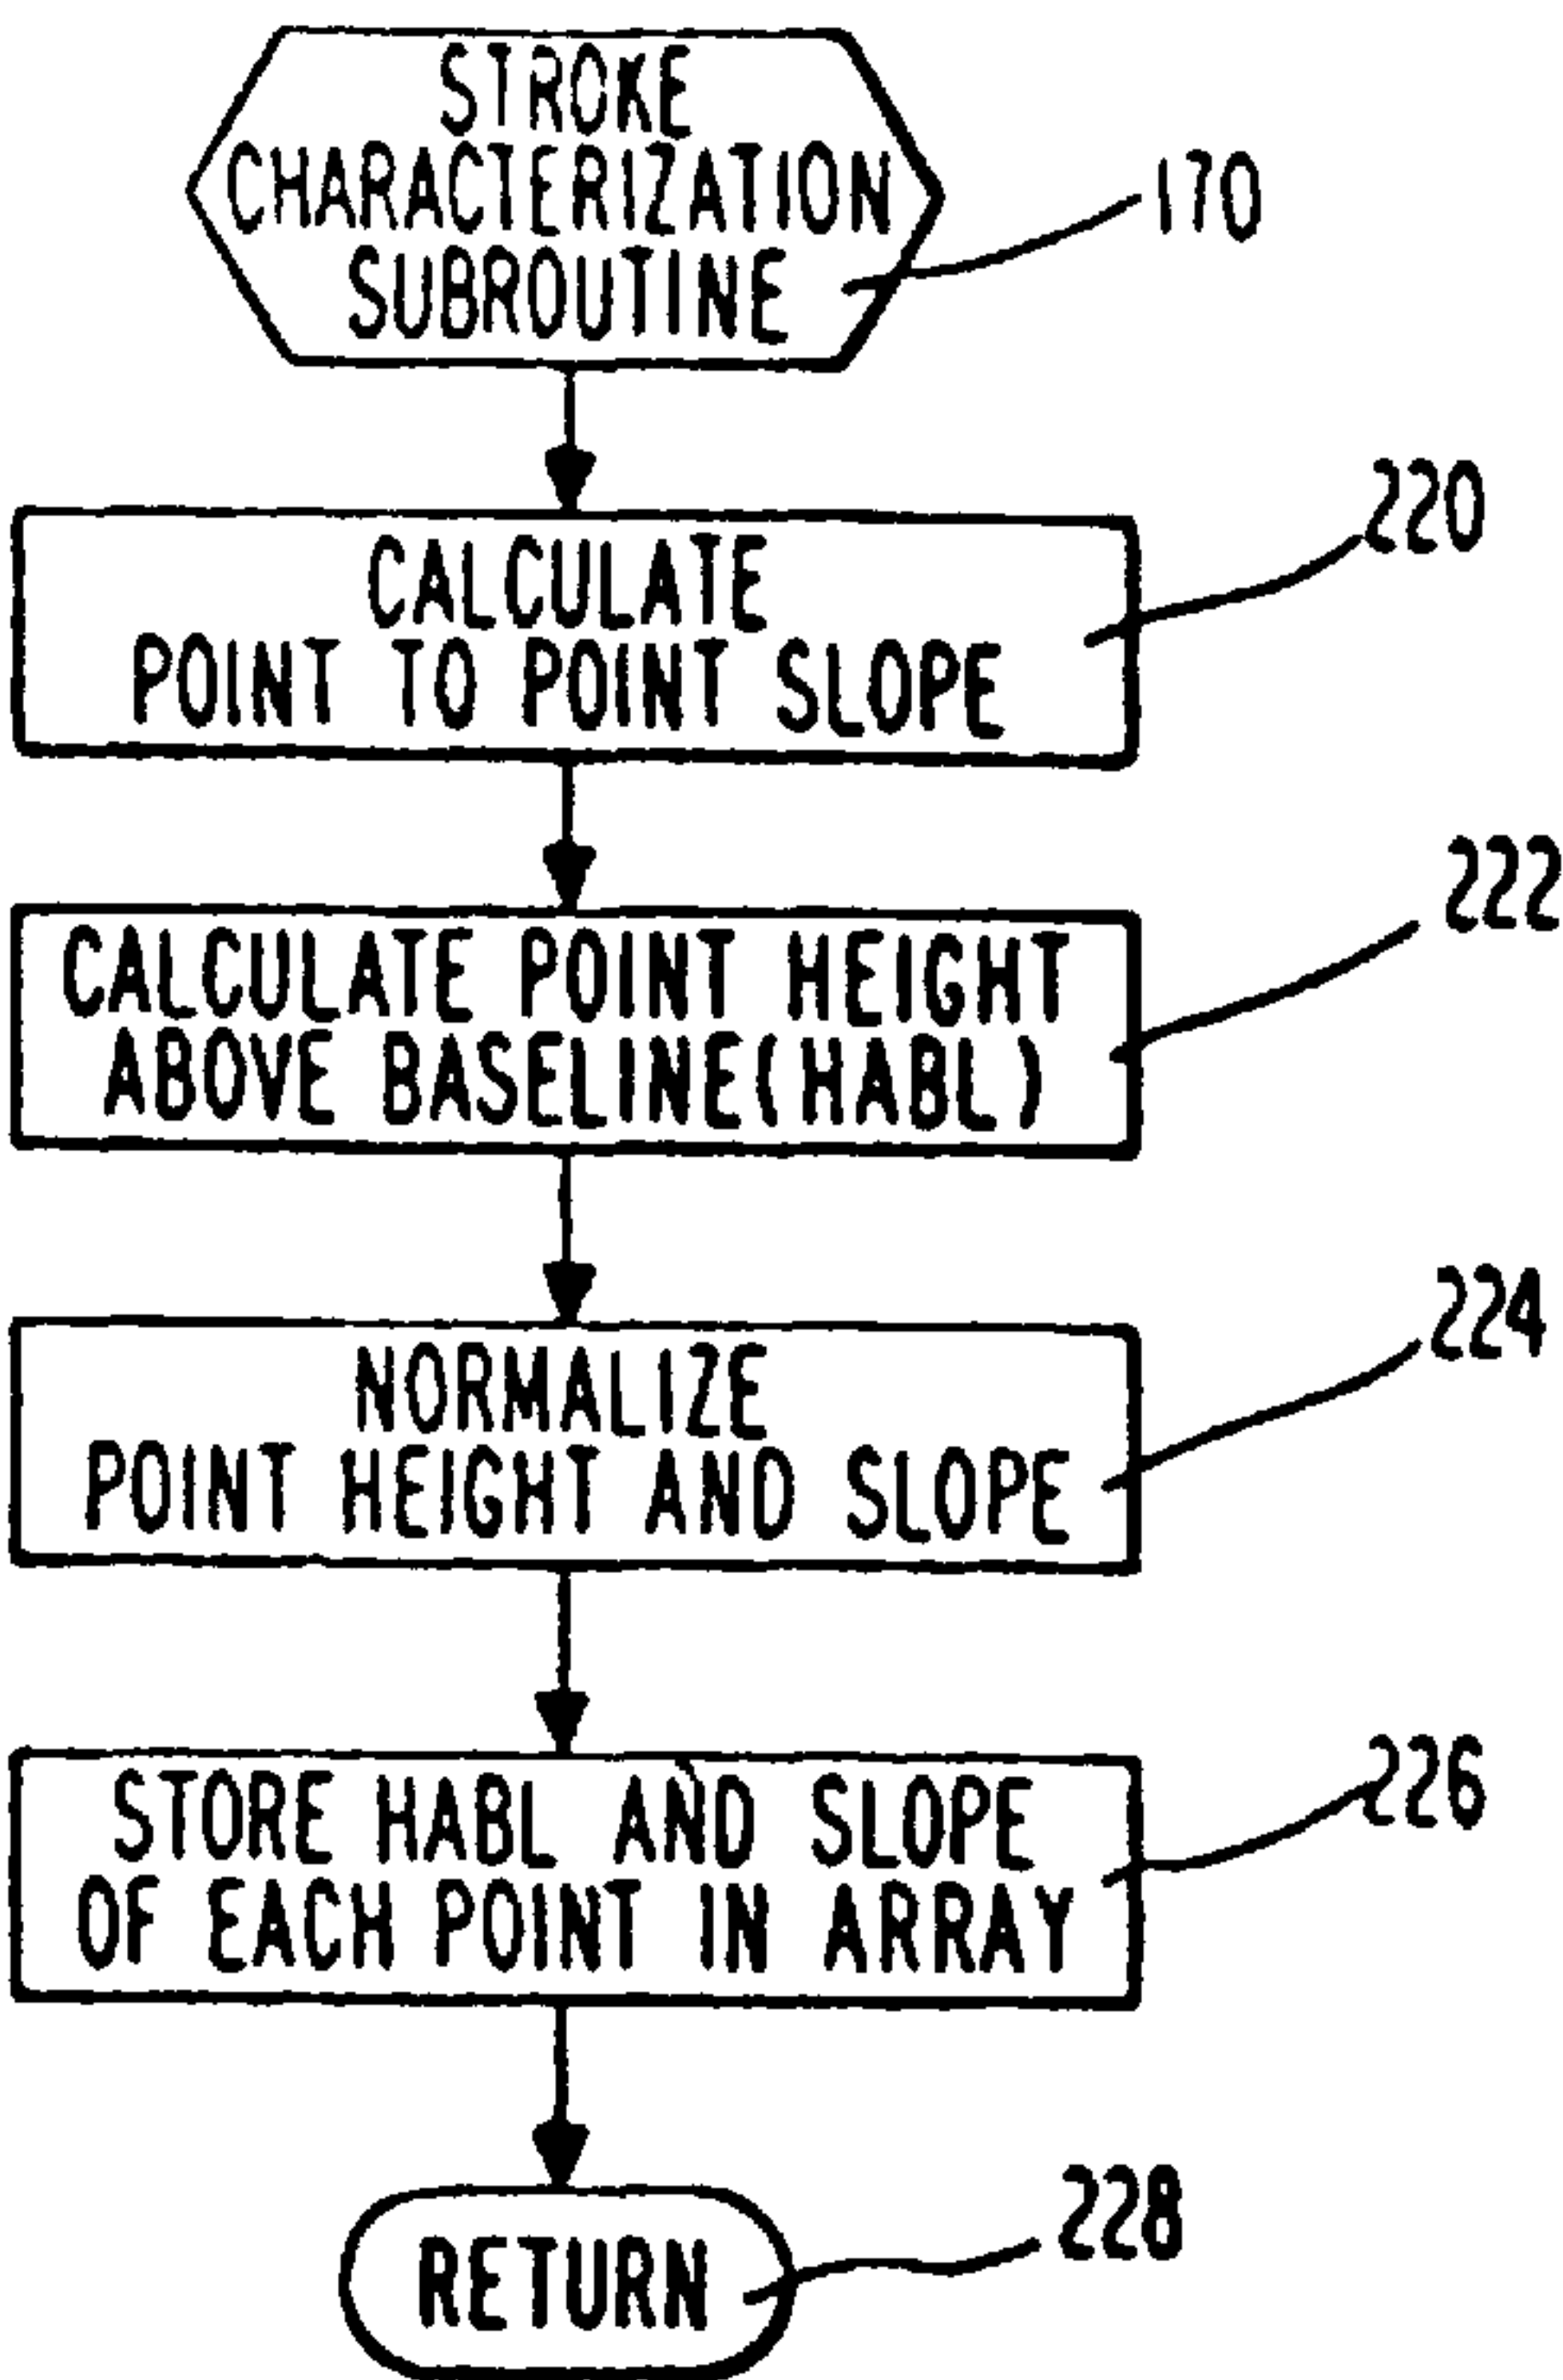 STROKE
CHARACTERIZATION
SUBROUTINE
170
CALCULATE
POINT TO POINT SLOPE
220
CALCULATE POINT HEIGHT
ABOVE BASELINE(HABL)
222
NORMALIZE
POINT HEIGHT AND SLOPE
224
STORE HABL AND SLOPE
OF EACH POINT IN ARRAY
226
RETURN
228